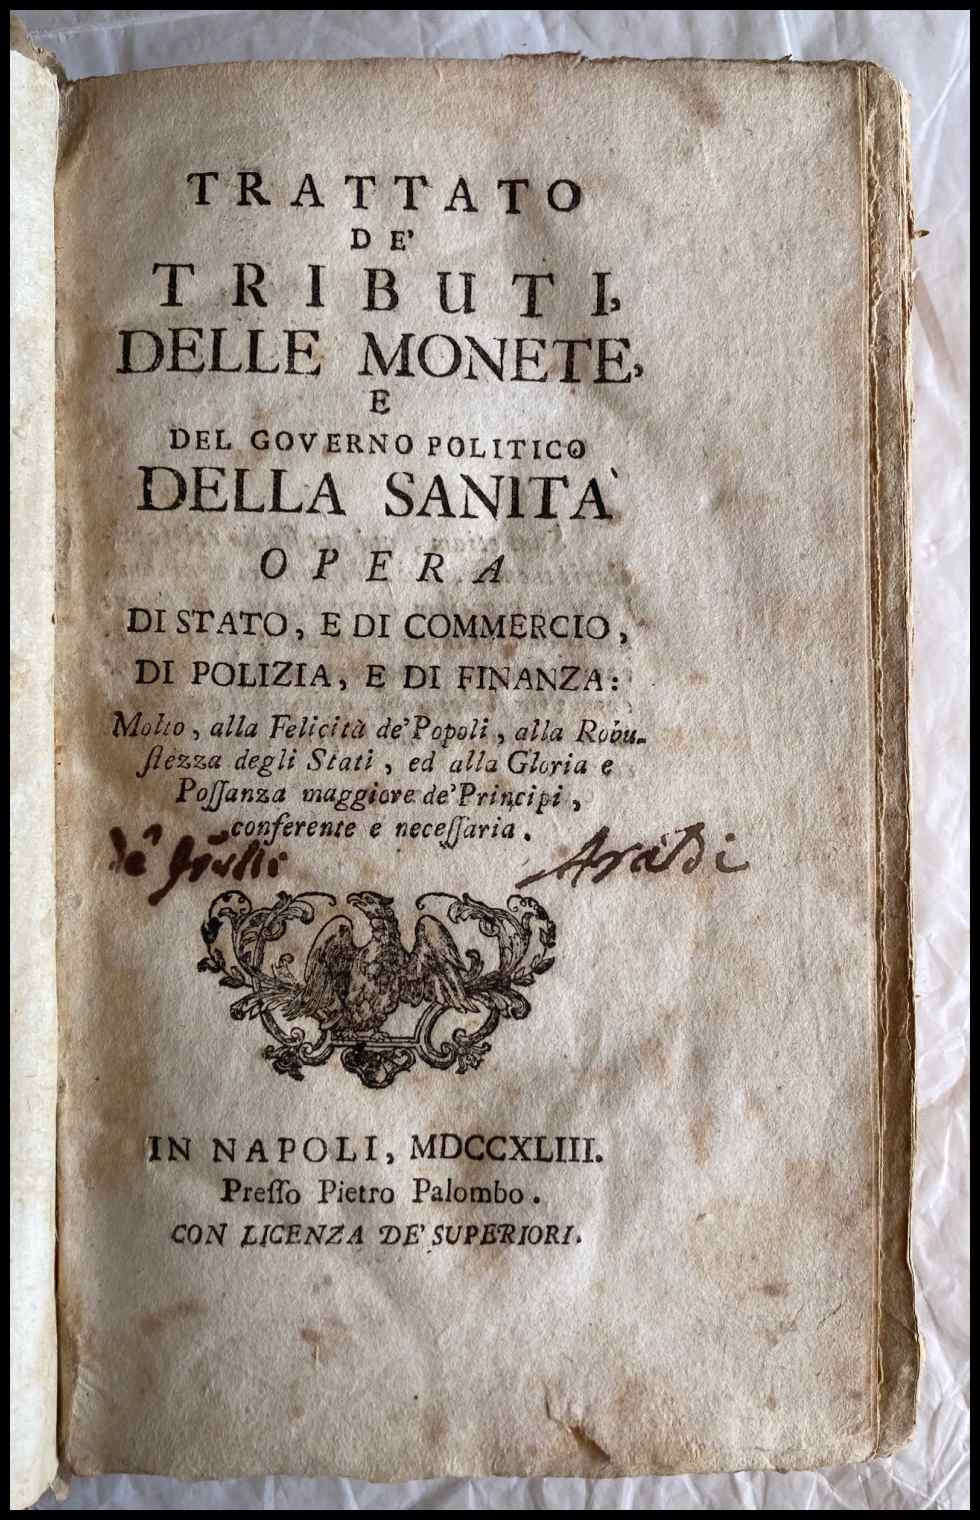 TRATTATO
DE'
TRIBUTI,
DELLE MONETE,
E
DEL GOVERNO POLITICO
DELLA SANITA'
OPERA
DI STATO, E DI COMMERCIO,
DI POLIZIA, E DI FINANZA:
Molto, alla Felicità de' Popoli, alla Robu-
ſtezza degli Stati, ed alla Gloria e
Poſſanza maggiore de' Principi,
conferente e neceſſaria.
Araldi
IN NAPOLI, MDCCXLIII.
Preſſo Pietro Palombo.
CON LICENZA DE' SUPERIORI.